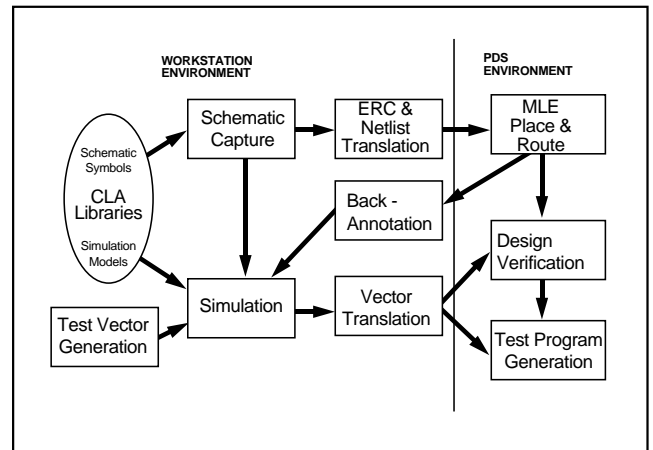 WORKSTATION
ENVIRONMENT
PDS
ENVIRONMENT
Schematic
Capture
ERC &
Netlist
Translation
MLE
Place &
Route
Schematic
Symbols
CLA
Libraries
Simulation
Models
Back -
Annotation
Design
Verification
Simulation
Vector
Translation
Test Vector
Generation
Test Program
Generation